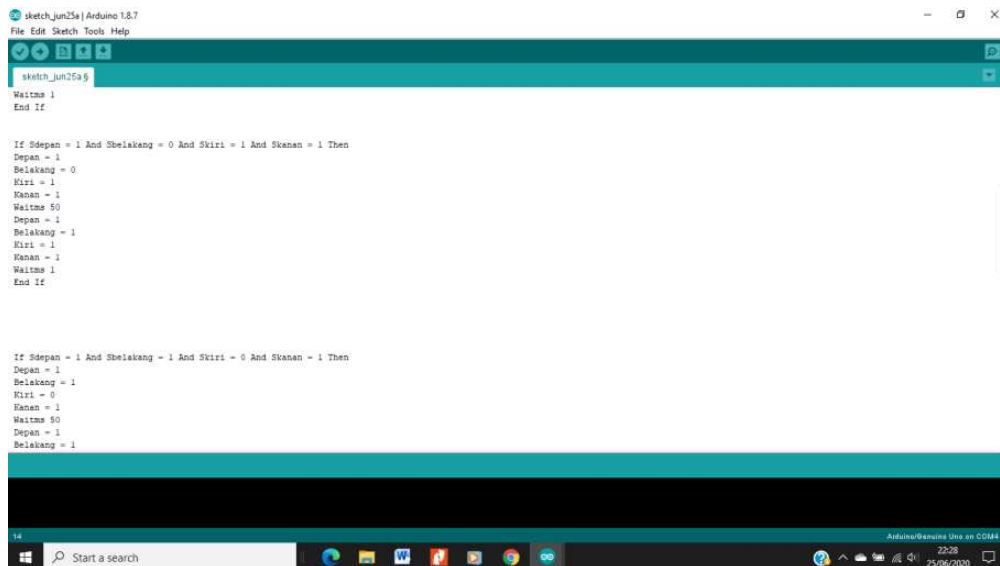 sketch_jun25a | Arduino 1.8.7
File Edit Sketch Tools Help
sketch_jun25a §
Waitms 1
End If
If Sdepan = 1 And Sbelakang = 0 And Skiri = 1 And Skanan = 1 Then
Depan = 1
Belakang = 0
Kiri = 1
Kanan = 1
Waitms 50
Depan = 1
Belakang = 1
Kiri = 1
Kanan = 1
Waitms 1
End If
If Sdepan = 1 And Sbelakang = 1 And Skiri = 0 And Skanan = 1 Then
Depan = 1
Belakang = 1
Kiri = 0
Kanan = 1
Waitms 50
Depan = 1
Belakang = 1
14
Arduino/Genuino Uno on COM4
Start a search
22:28
25/06/2020